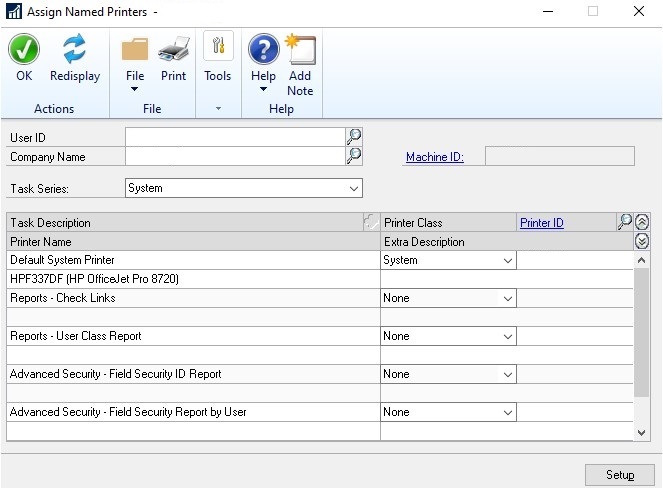 Assign Named Printers -
OK
Redisplay
File
Print
Tools
Help
Add Note
Actions
File
Help
User ID
Company Name
Machine ID:
Task Series:
System
Task Description
Printer Class
Printer ID
Printer Name
Extra Description
Default System Printer
System
HPF337DF (HP OfficeJet Pro 8720)
Reports - Check Links
None
Reports - User Class Report
None
Advanced Security - Field Security ID Report
None
Advanced Security - Field Security Report by User
None
Setup